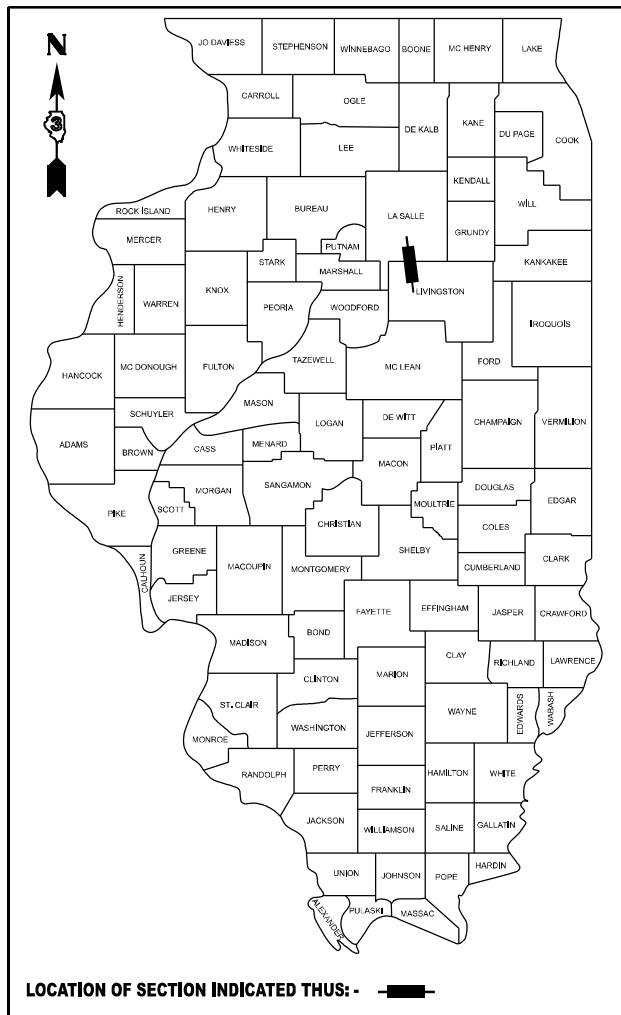 JO DAVIESS
STEPHENSON
WINNEBAGO
BOONE
MC HENRY
LAKE
N
CARROLL
OGLE
DE KALB
KANE
DU PAGE
COOK
3
WHITESIDE
LEE
KENDALL
WILL
ROCK ISLAND
HENRY
BUREAU
LA SALLE
GRUNDY
MERCER
PUTNAM
STARK
MARSHALL
KANKAKEE
HENDERSON
WARREN
KNOX
PEORIA
WOODFORD
LIVINGSTON
IROQUOIS
HANCOCK
MC DONOUGH
FULTON
TAZEWELL
MC LEAN
FORD
MASON
SCHUYLER
LOGAN
DE WITT
CHAMPAIGN
VERMILION
ADAMS
BROWN
CASS
MENARD
PIATT
MACON
PIKE
SCOTT
MORGAN
SANGAMON
MOULTRIE
DOUGLAS
EDGAR
CHRISTIAN
COLES
CALHOUN
GREENE
MACOUPIN
MONTGOMERY
SHELBY
CUMBERLAND
CLARK
JERSEY
FAYETTE
EFFINGHAM
JASPER
CRAWFORD
MADISON
BOND
CLAY
RICHLAND
LAWRENCE
CLINTON
MARION
ST. CLAIR
WAYNE
EDWARDS
WABASH
MONROE
WASHINGTON
JEFFERSON
RANDOLPH
PERRY
HAMILTON
WHITE
FRANKLIN
JACKSON
WILLIAMSON
SALINE
GALLATIN
UNION
JOHNSON
POPE
HARDIN
ALEXANDER
PULASKI
MASSAC
LOCATION OF SECTION INDICATED THUS: -